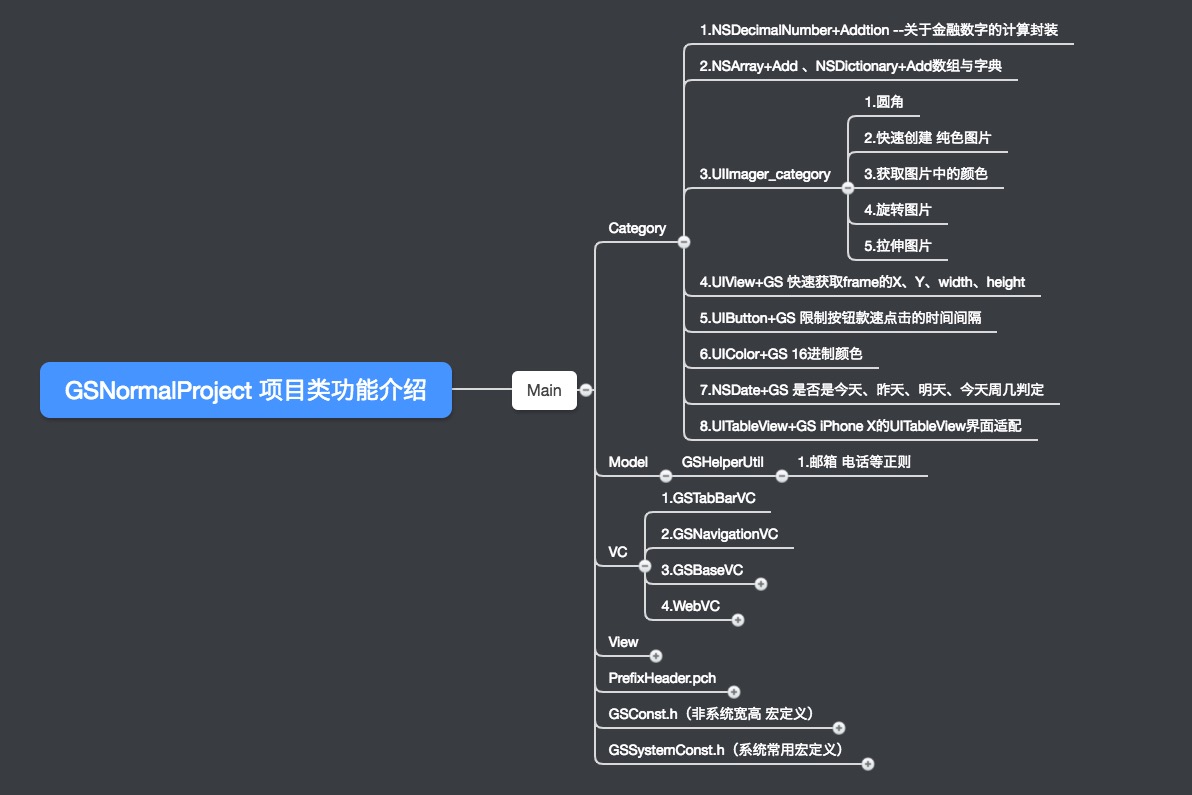 GSNormalProject 项目类功能介绍
Main
Category
1.NSDecimalNumber+Addtion --关于金融数字的计算封装
2.NSArray+Add 、NSDictionary+Add数组与字典
3.UIImager_category
1.圆角
2.快速创建 纯色图片
3.获取图片中的颜色
4.旋转图片
5.拉伸图片
4.UIView+GS 快速获取frame的X、Y、width、height
5.UIButton+GS 限制按钮款速点击的时间间隔
6.UIColor+GS 16进制颜色
7.NSDate+GS 是否是今天、昨天、明天、今天周几判定
8.UITableView+GS iPhone X的UITableView界面适配
Model
GSHelperUtil
1.邮箱 电话等正则
VC
1.GSTabBarVC
2.GSNavigationVC
3.GSBaseVC
4.WebVC
View
PrefixHeader.pch
GSConst.h（非系统宽高 宏定义）
GSSystemConst.h（系统常用宏定义）